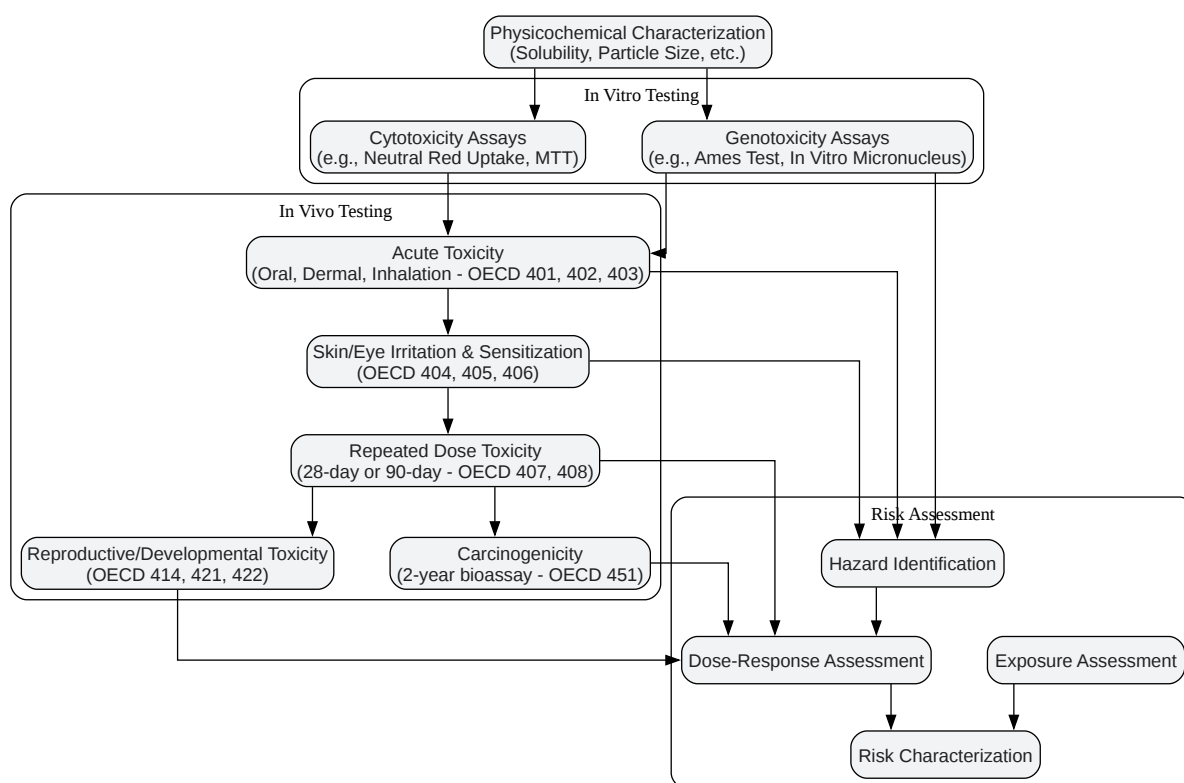 Physicochemical Characterization
(Solubility, Particle Size, etc.)
In Vitro Testing
Cytotoxicity Assays
(e.g., Neutral Red Uptake, MTT)
Genotoxicity Assays
(e.g., Ames Test, In Vitro Micronucleus)
In Vivo Testing
Acute Toxicity
(Oral, Dermal, Inhalation - OECD 401, 402, 403)
Skin/Eye Irritation & Sensitization
(OECD 404, 405, 406)
Repeated Dose Toxicity
(28-day or 90-day - OECD 407, 408)
Reproductive/Developmental Toxicity
(OECD 414, 421, 422)
Carcinogenicity
(2-year bioassay - OECD 451)
Risk Assessment
Hazard Identification
Dose-Response Assessment
Exposure Assessment
Risk Characterization